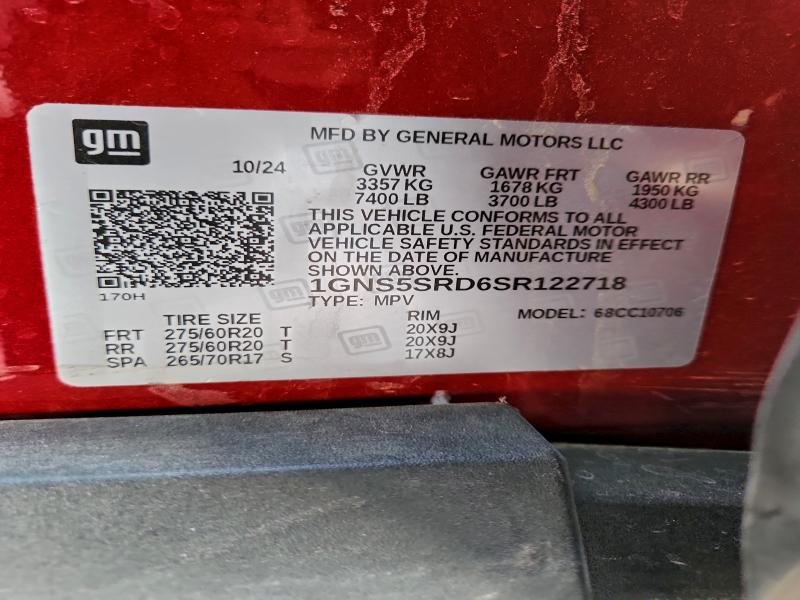 gm
MFD BY GENERAL MOTORS LLC
10/24
GVWR GAWR FRT GAWR RR
3357 KG 1678 KG 1950 KG
7400 LB 3700 LB 4300 LB
THIS VEHICLE CONFORMS TO ALL
APPLICABLE U.S. FEDERAL MOTOR
VEHICLE SAFETY STANDARDS IN EFFECT
ON THE DATE OF MANUFACTURE
SHOWN ABOVE.
170H
1GNS5SRD6SR122718
TYPE: MPV MODEL: 68CC10706
TIRE SIZE RIM
FRT 275/60R20 T 20X9J
RR 275/60R20 T 20X9J
SPA 265/70R17 S 17X8J